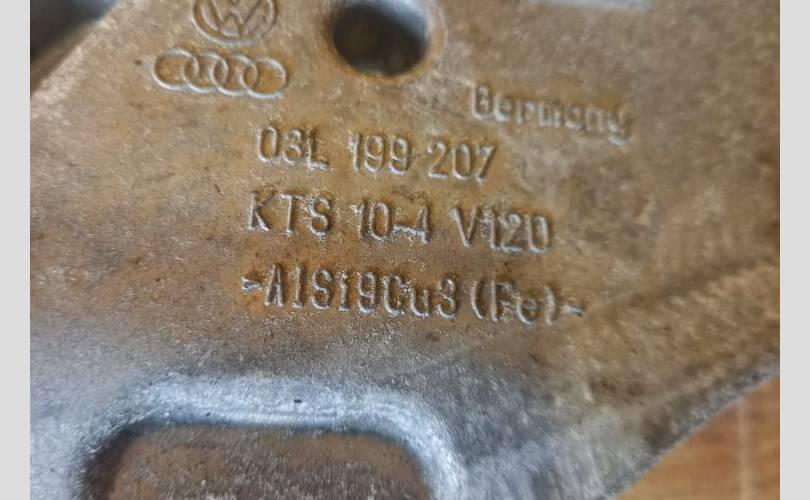 Germany
03L 199 207
KTS 10-4 V120
>AlSi9Cu3(Fe)<